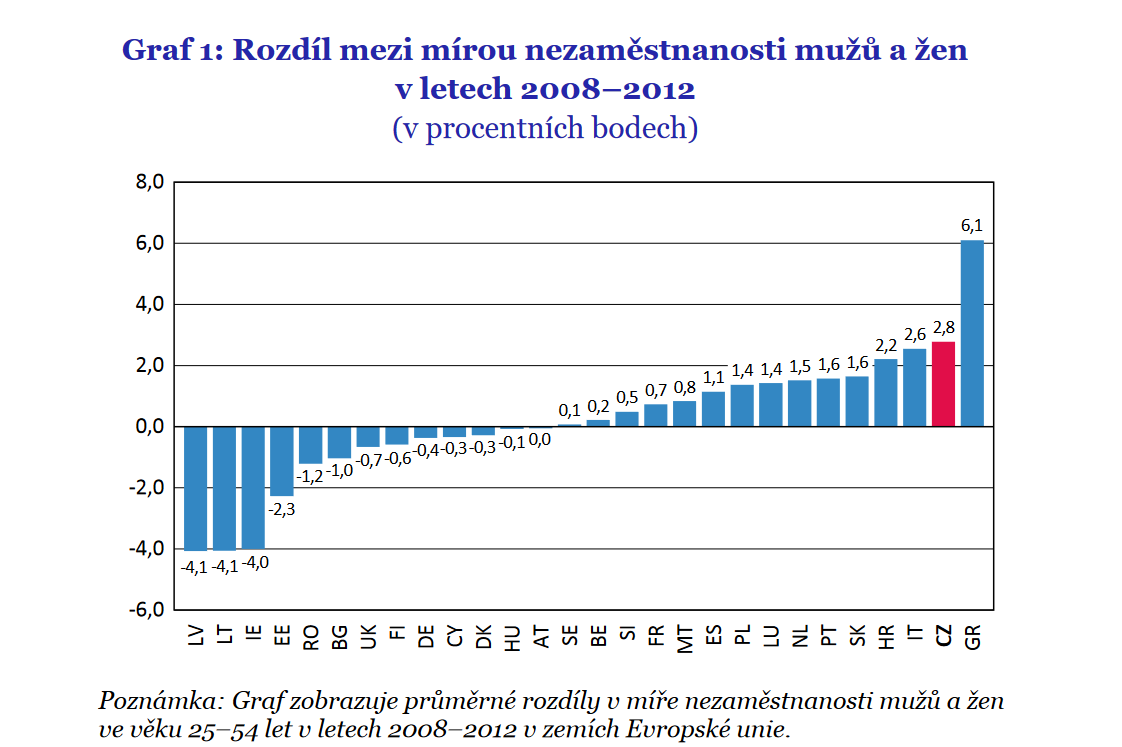 Graf 1: Rozdíl mezi mírou nezaměstnanosti mužů a žen
v letech 2008–2012
(v procentních bodech)
8,0
6,0
4,0
2,0
0,0
-2,0
-4,0
-6,0
-4,1 -4,1 -4,0 -2,3 -1,2 -1,0 -0,7 -0,6 -0,4 -0,3 -0,3 -0,1 0,0 0,1 0,2 0,5 0,7 0,8 1,1 1,4 1,4 1,5 1,6 1,6 2,2 2,6 2,8 6,1
LV LT IE EE RO BG UK FI DE CY DK HU AT SE BE SI FR MT ES PL LU NL PT SK HR IT CZ GR
Poznámka: Graf zobrazuje průměrné rozdíly v míře nezaměstnanosti mužů a žen
ve věku 25–54 let v letech 2008–2012 v zemích Evropské unie.